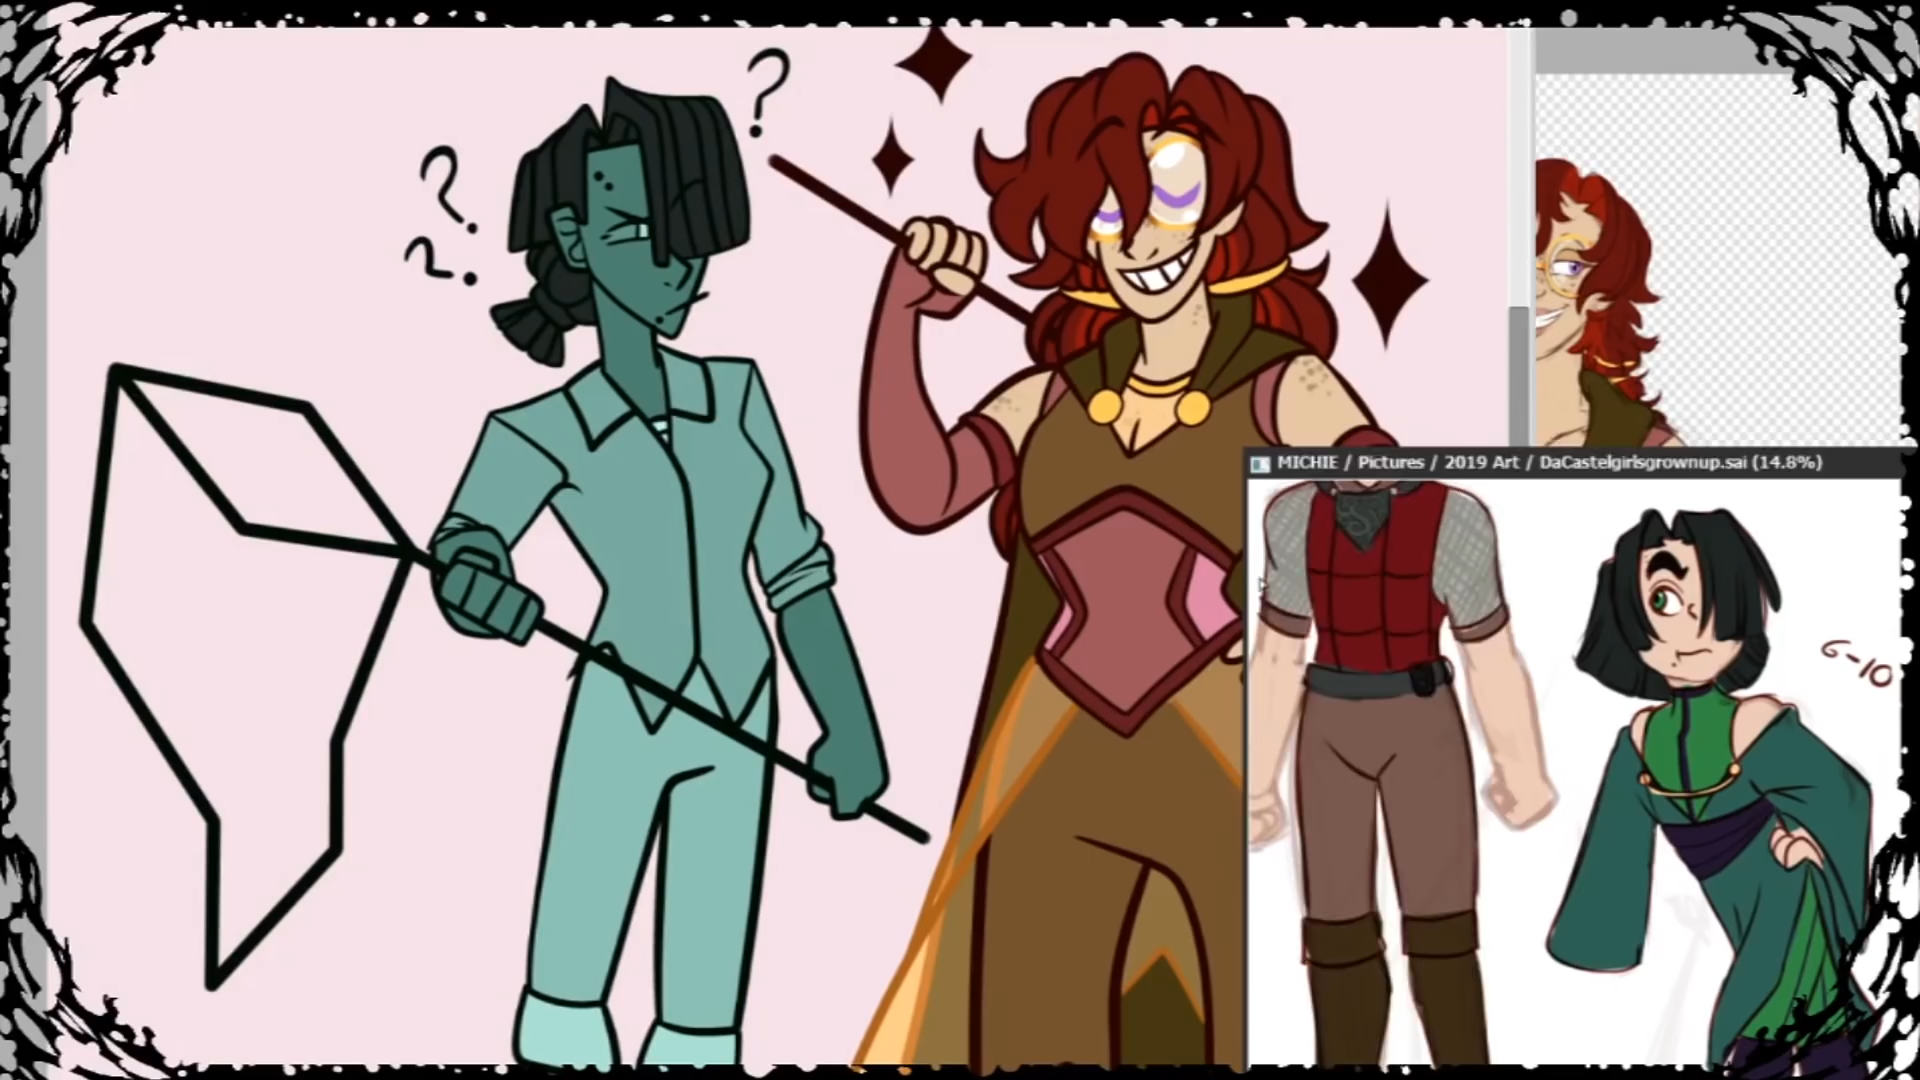 ?
?
?
MICHIE / Pictures / 2019 Art / DaCastelgirlsgrownup.sai (14.8%)
6-10